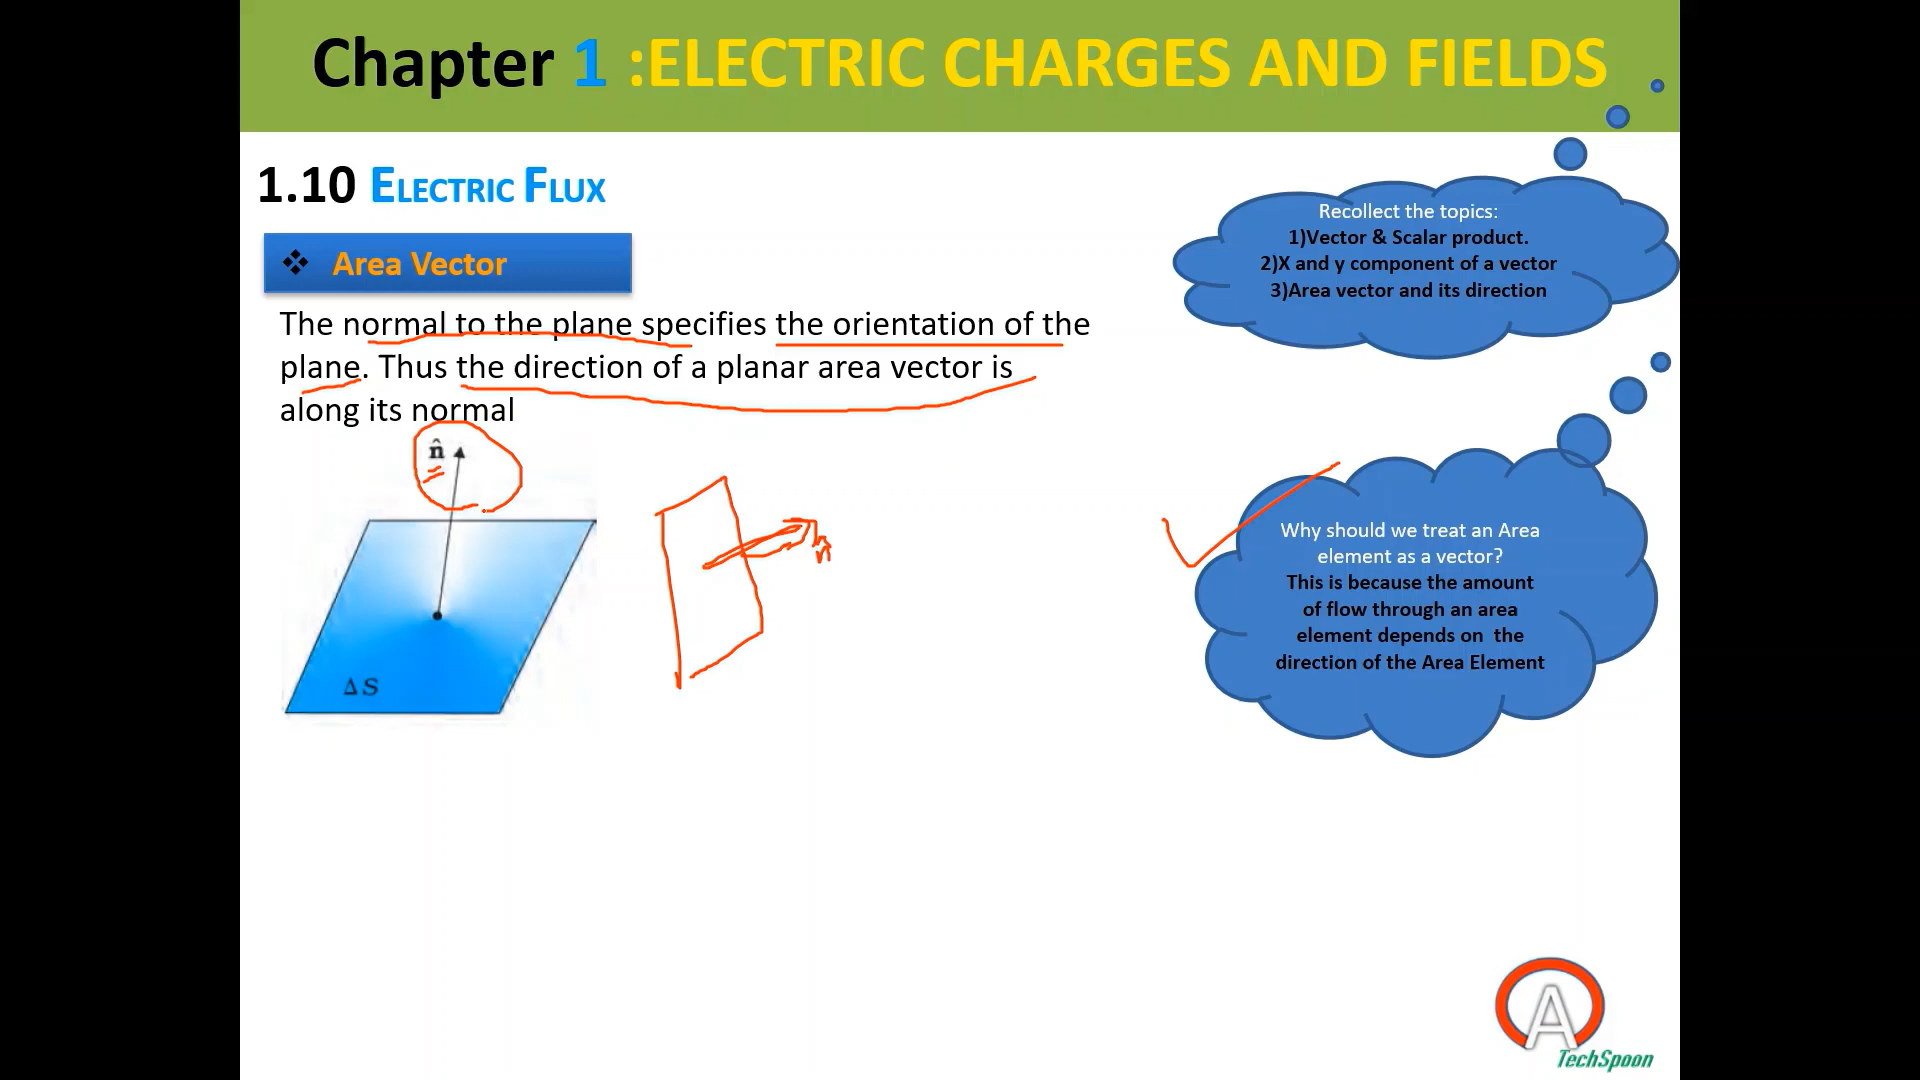 Chapter 1 :ELECTRIC CHARGES AND FIELDS
1.10 ELECTRIC FLUX
❖ Area Vector
The normal to the plane specifies the orientation of the
plane. Thus the direction of a planar area vector is
along its normal
n̂
ΔS
n̂
Recollect the topics:
1)Vector & Scalar product.
2)X and y component of a vector
3)Area vector and its direction
Why should we treat an Area
element as a vector?
This is because the amount
of flow through an area
element depends on the
direction of the Area Element
A
TechSpoon